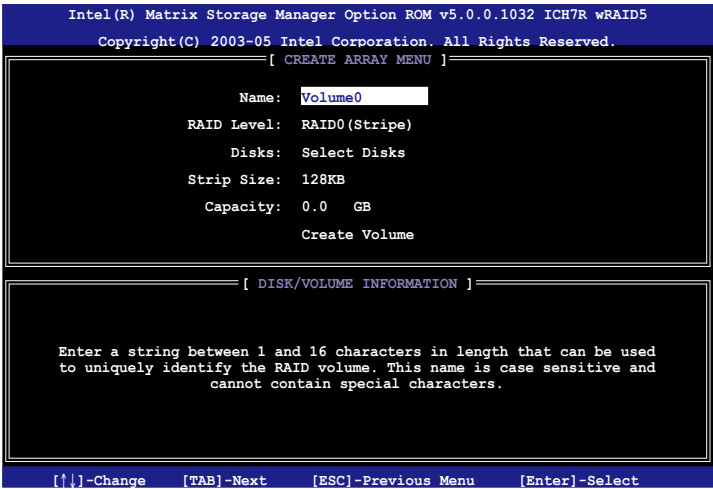 Intel(R) Matrix Storage Manager Option ROM v5.0.0.1032 ICH7R wRAID5
Copyright(C) 2003-05 Intel Corporation. All Rights Reserved.
[ CREATE ARRAY MENU ]
Name: Volume0
RAID Level: RAID0(Stripe)
Disks: Select Disks
Strip Size: 128KB
Capacity: 0.0 GB
Create Volume
[ DISK/VOLUME INFORMATION ]
Enter a string between 1 and 16 characters in length that can be used
to uniquely identify the RAID volume. This name is case sensitive and
cannot contain special characters.
[↑↓]-Change [TAB]-Next [ESC]-Previous Menu [Enter]-Select